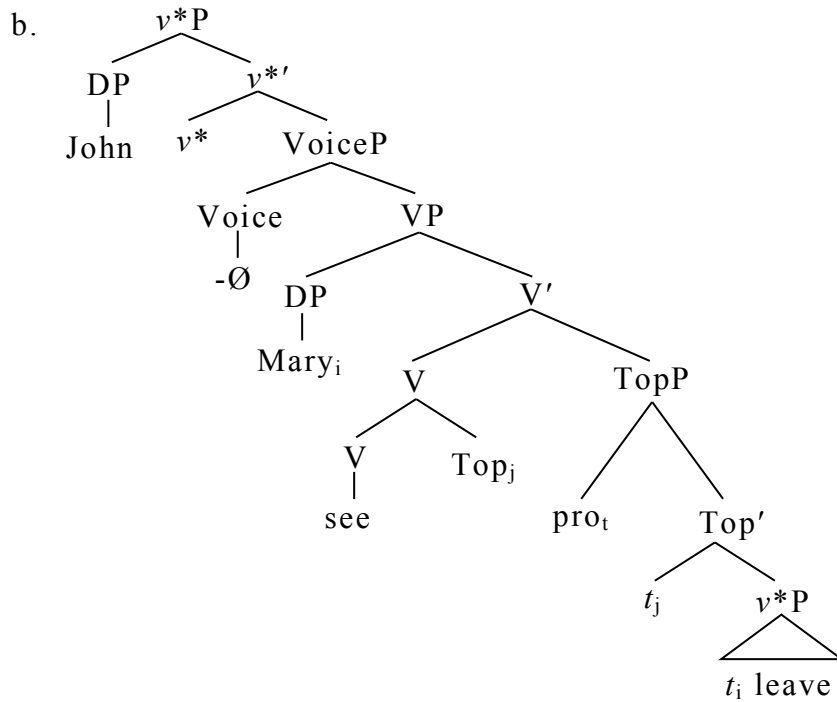 b. v*P
DP v*′
John v* VoiceP
Voice VP
-Ø DP V′
Maryᵢ V TopP
V Topⱼ
see proₜ Top′
tⱼ v*P
tᵢ leave